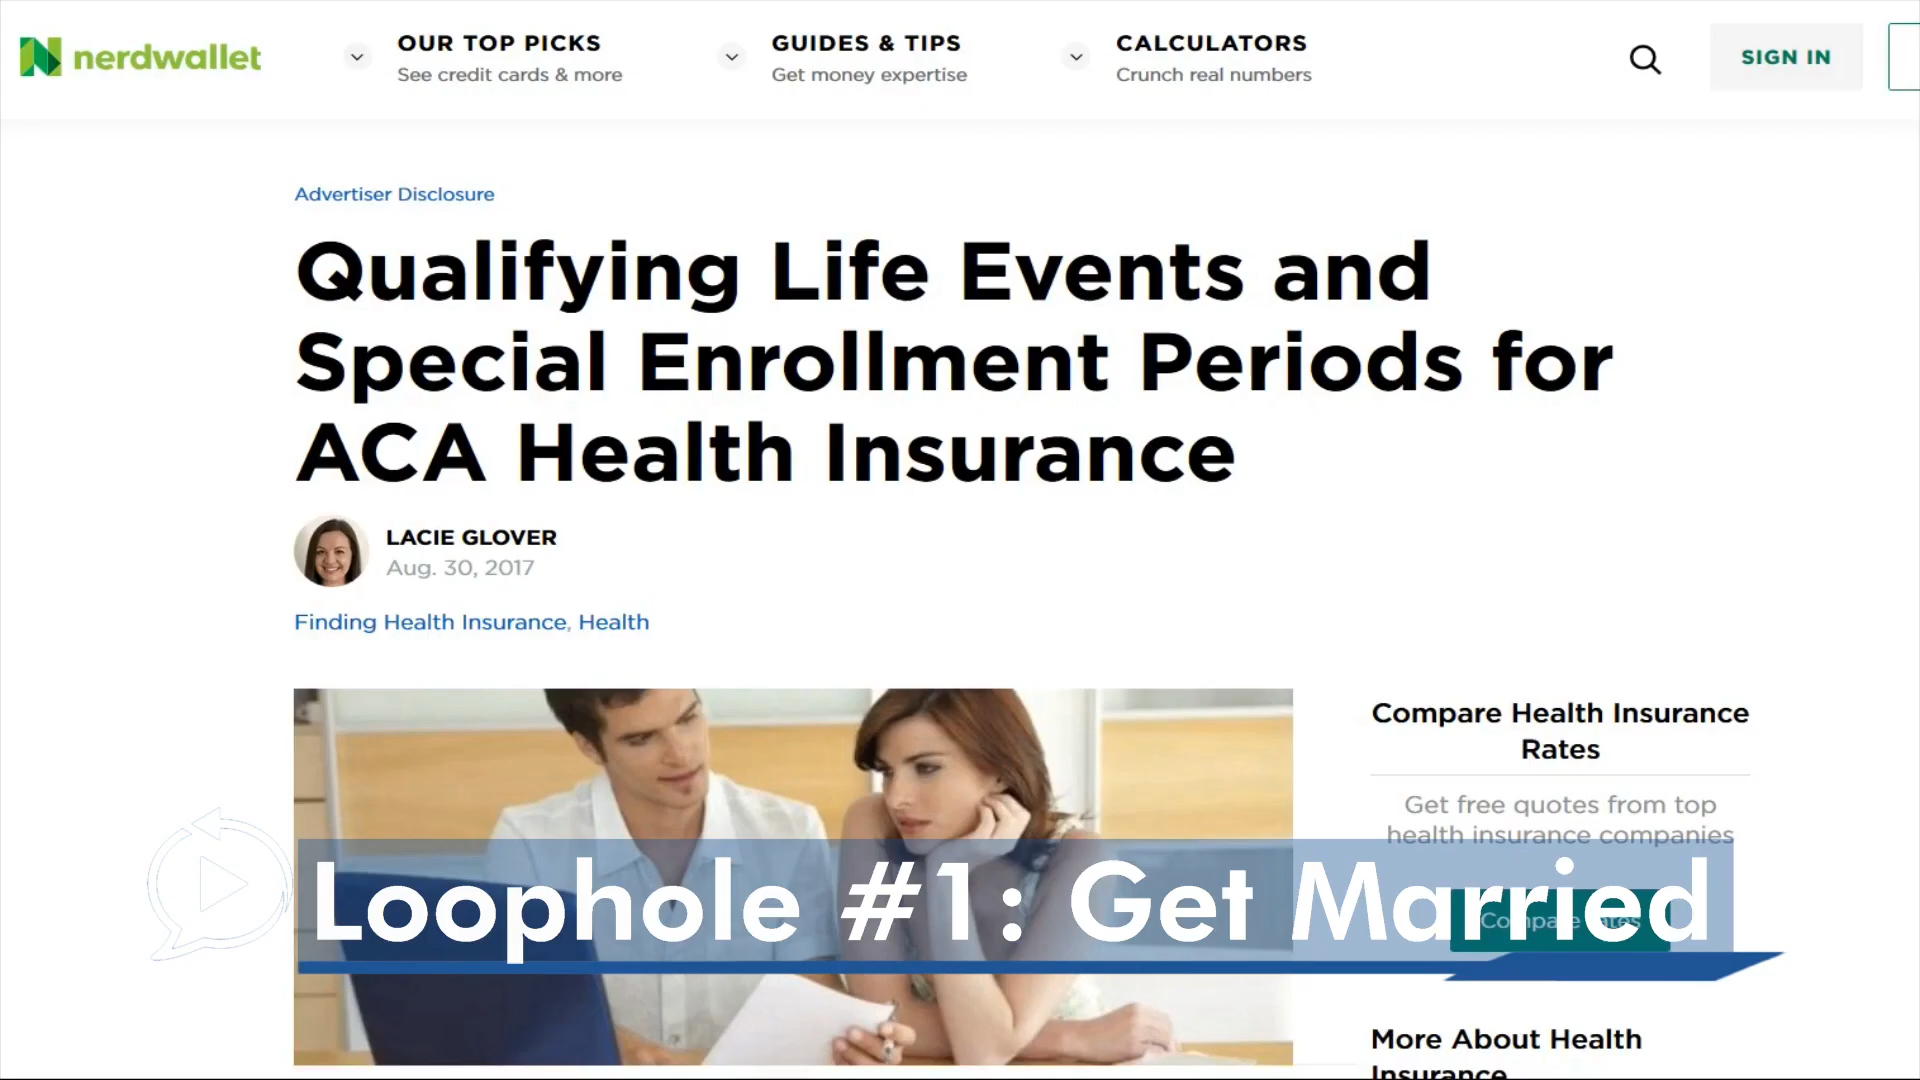 nerdwallet
OUR TOP PICKS
See credit cards & more
GUIDES & TIPS
Get money expertise
CALCULATORS
Crunch real numbers
SIGN IN
Advertiser Disclosure
Qualifying Life Events and
Special Enrollment Periods for
ACA Health Insurance
LACIE GLOVER
Aug. 30, 2017
Finding Health Insurance, Health
Compare Health Insurance
Rates
Get free quotes from top
health insurance companies
Loophole #1: Get Married
More About Health
Insurance